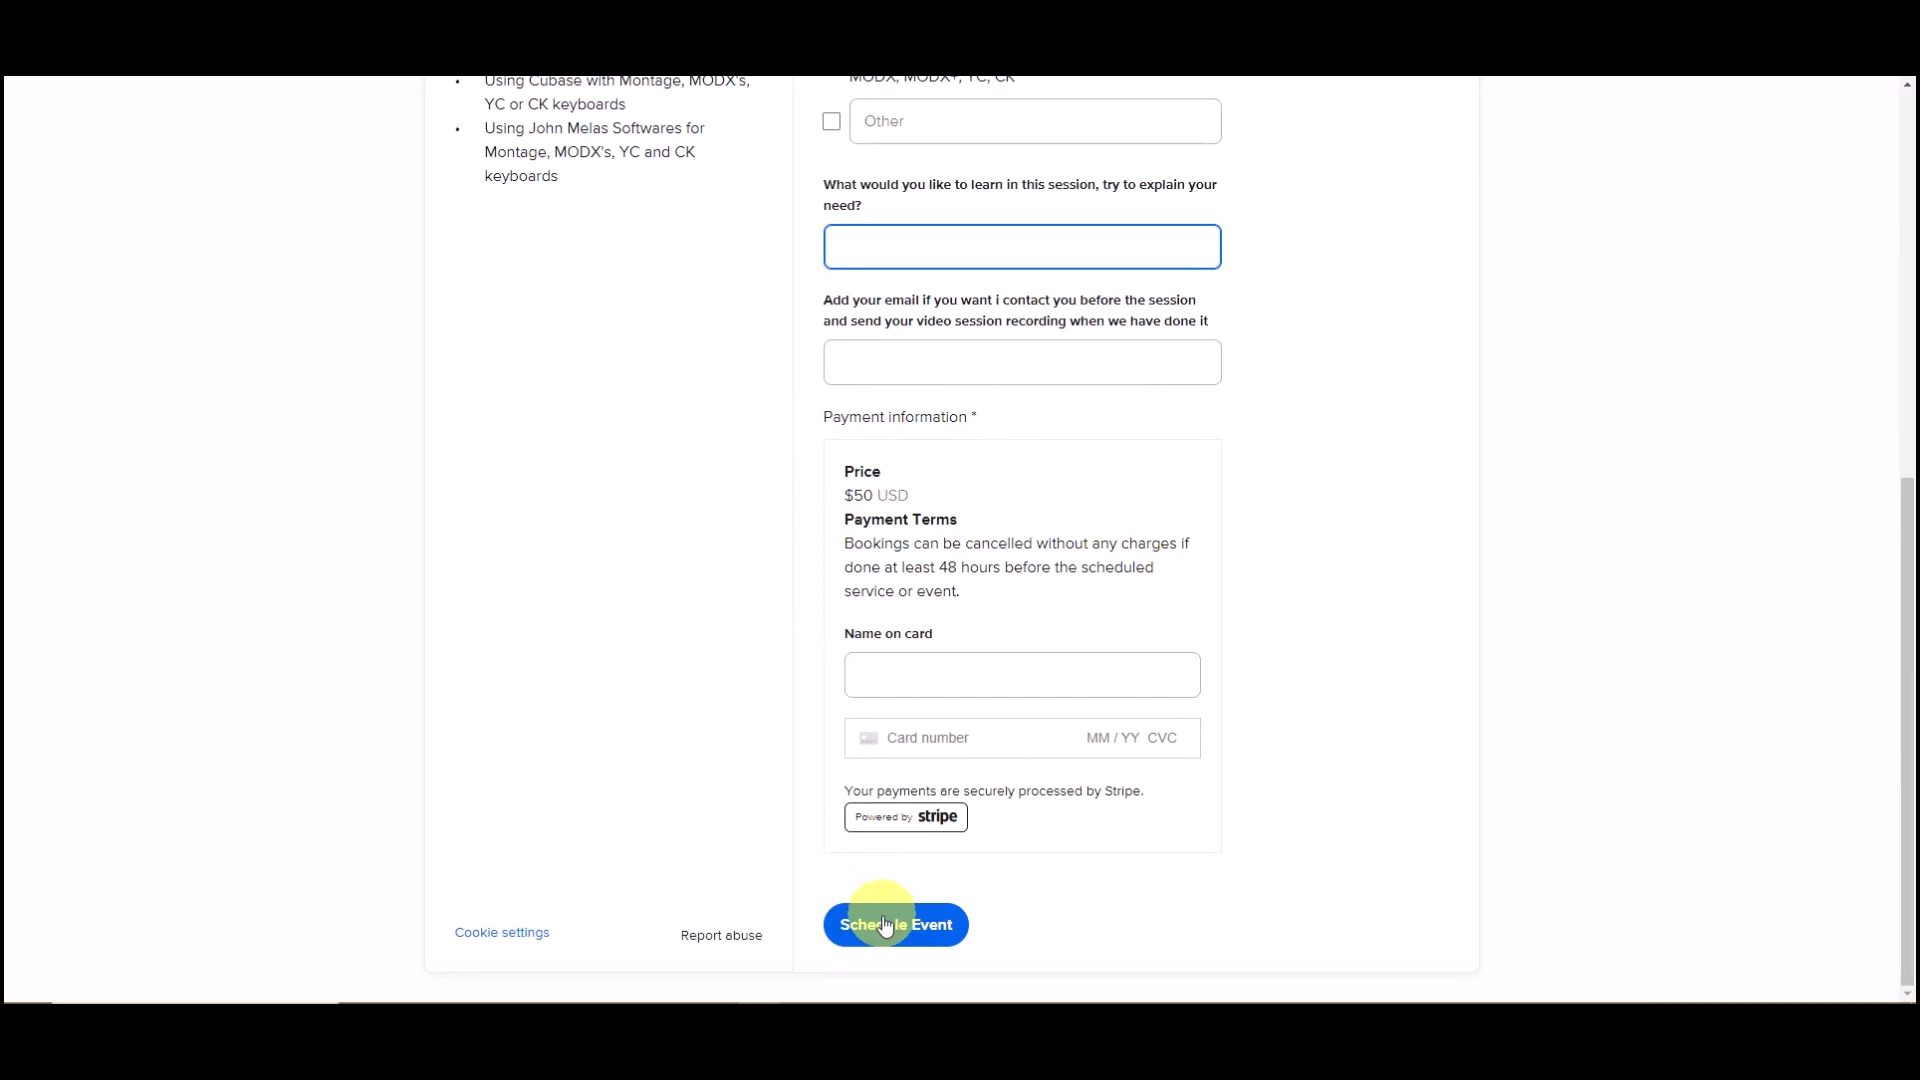 • Using Cubase with Montage, MODX's,
YC or CK keyboards
• Using John Melas Softwares for
Montage, MODX's, YC and CK
keyboards
Cookie settings
Report abuse
MODX, MODX+, YC, CK
Other
What would you like to learn in this session, try to explain your
need?
Add your email if you want i contact you before the session
and send your video session recording when we have done it
Payment information *
Price
$50 USD
Payment Terms
Bookings can be cancelled without any charges if
done at least 48 hours before the scheduled
service or event.
Name on card
Card number MM / YY CVC
Your payments are securely processed by Stripe.
Powered by stripe
Schedule Event